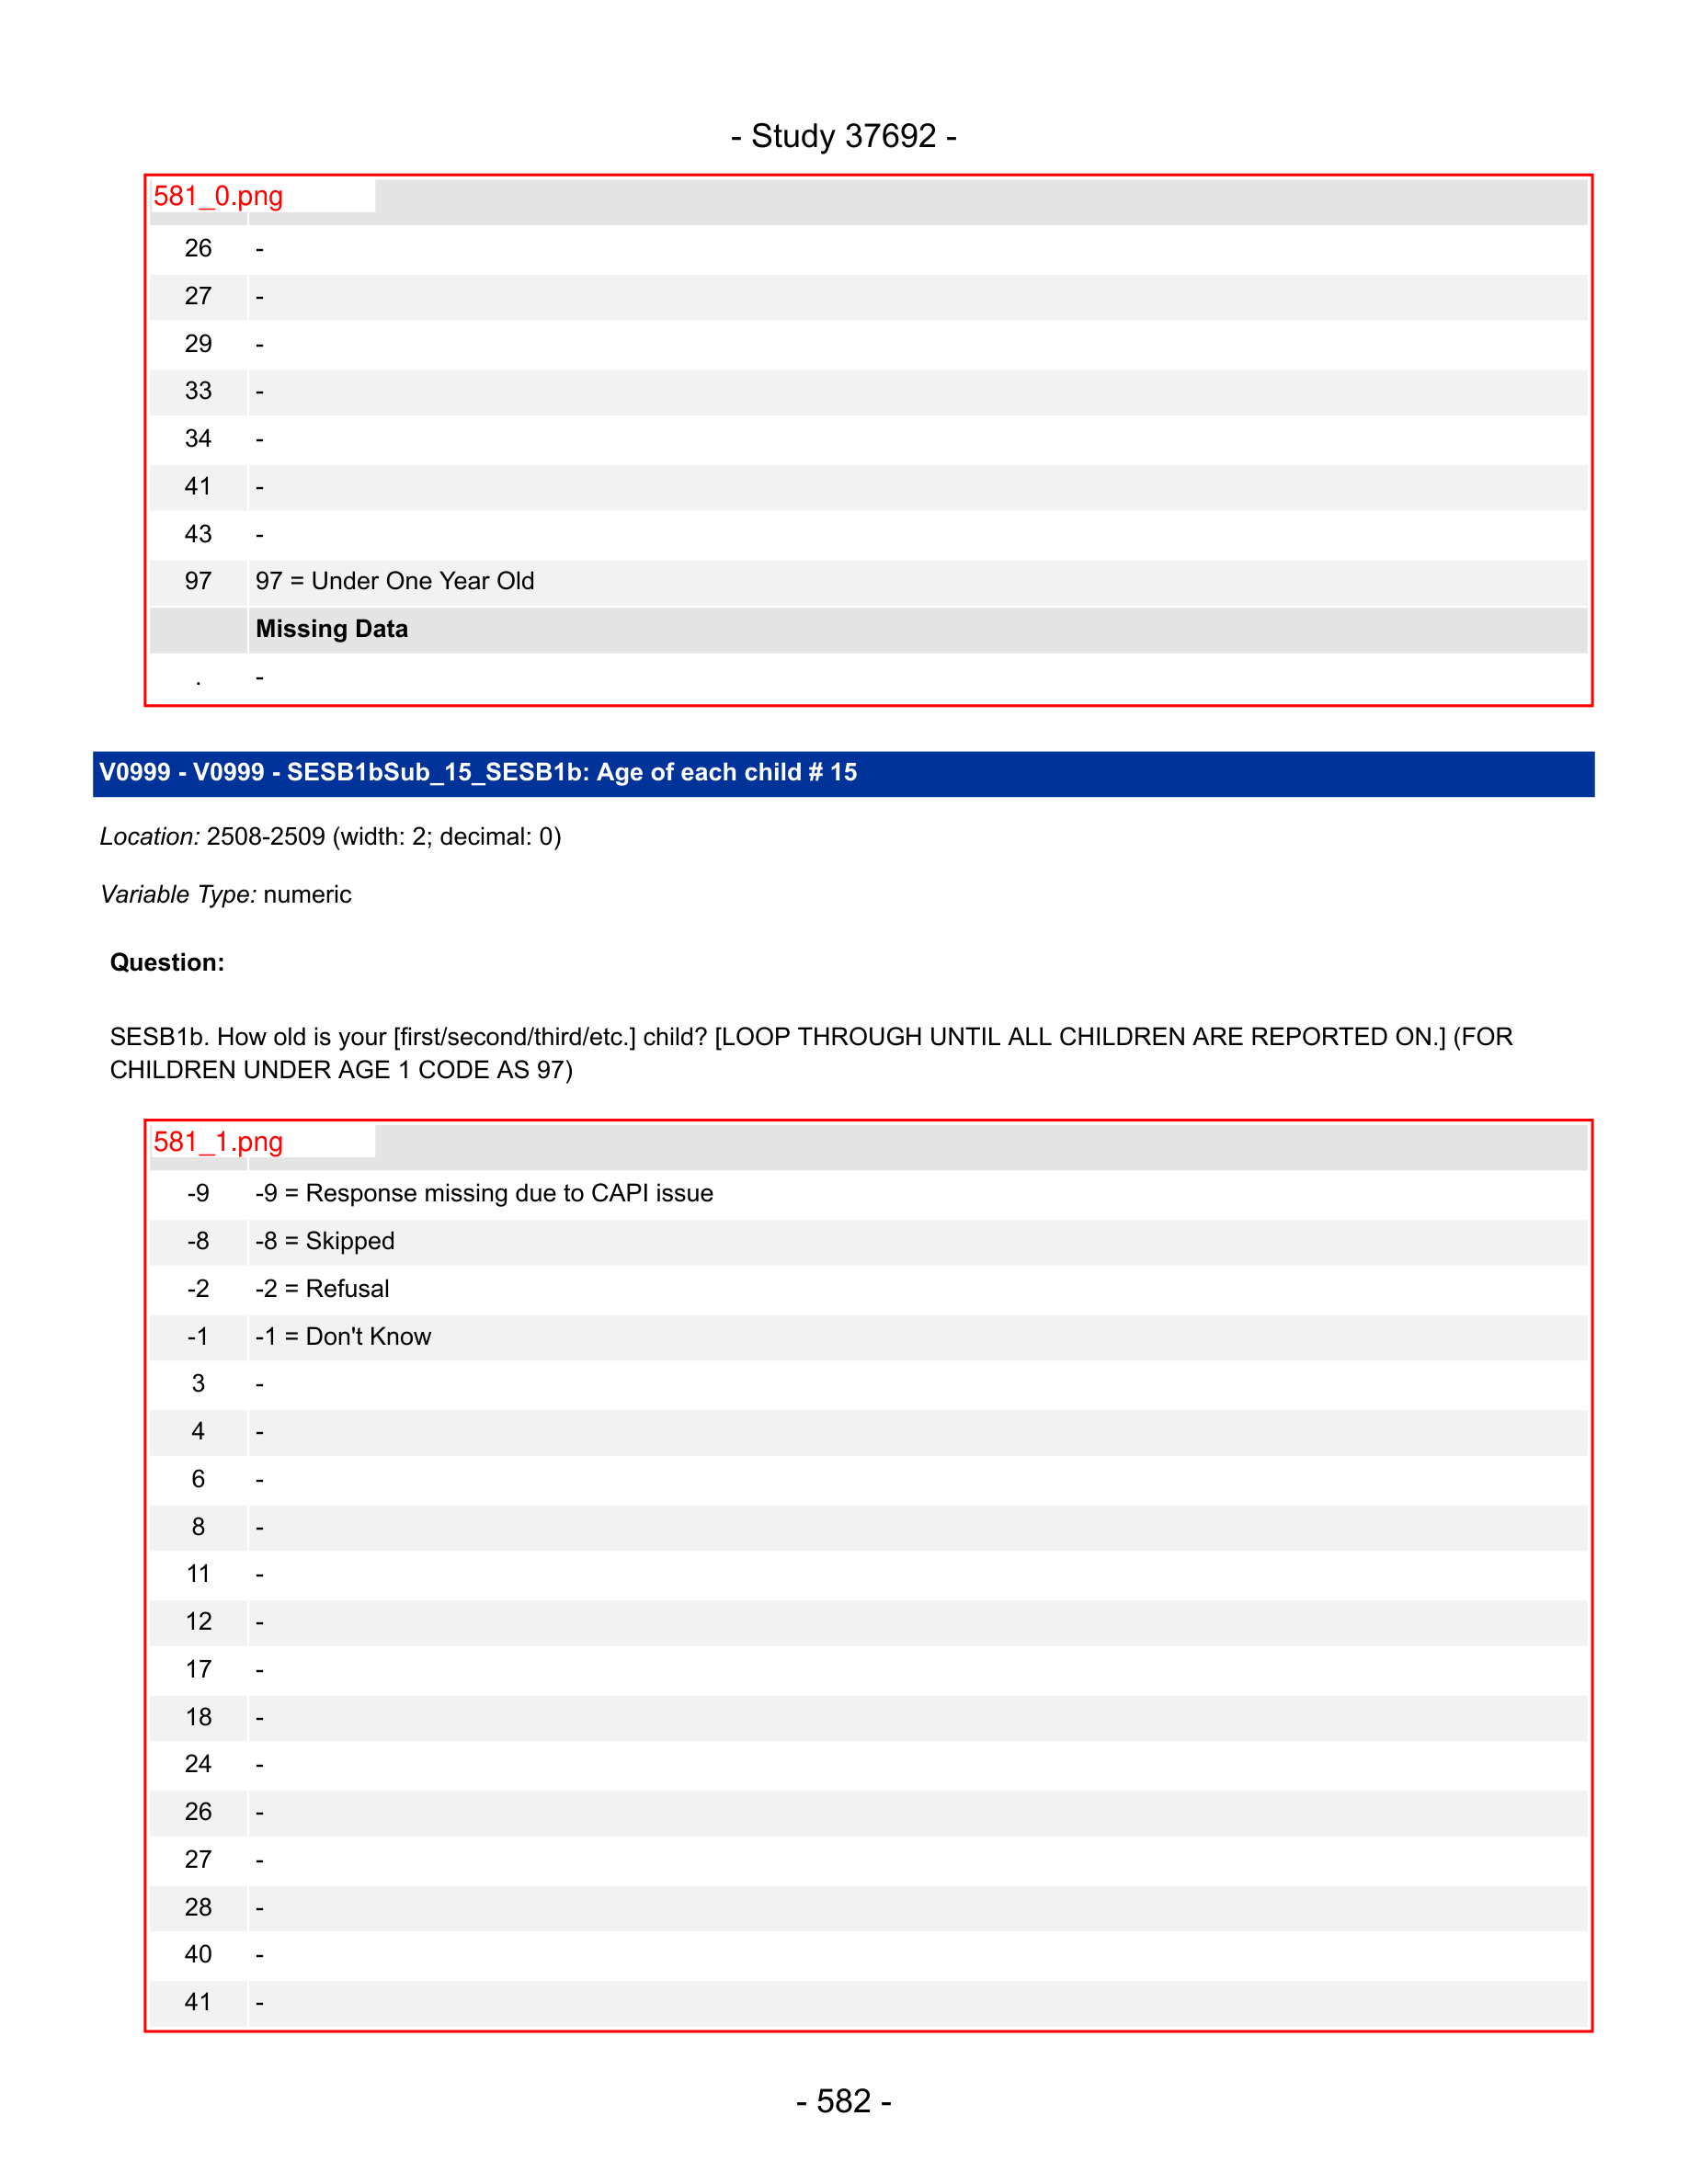 - Study 37692 -
581_0.png
26 -
27 -
29 -
33 -
34 -
41 -
43 -
97 97 = Under One Year Old
Missing Data
. -
V0999 - V0999 - SESB1bSub_15_SESB1b: Age of each child # 15
Location: 2508-2509 (width: 2; decimal: 0)
Variable Type: numeric
Question:
SESB1b. How old is your [first/second/third/etc.] child? [LOOP THROUGH UNTIL ALL CHILDREN ARE REPORTED ON.] (FOR
CHILDREN UNDER AGE 1 CODE AS 97)
581_1.png
-9 -9 = Response missing due to CAPI issue
-8 -8 = Skipped
-2 -2 = Refusal
-1 -1 = Don't Know
3 -
4 -
6 -
8 -
11 -
12 -
17 -
18 -
24 -
26 -
27 -
28 -
40 -
41 -
- 582 -